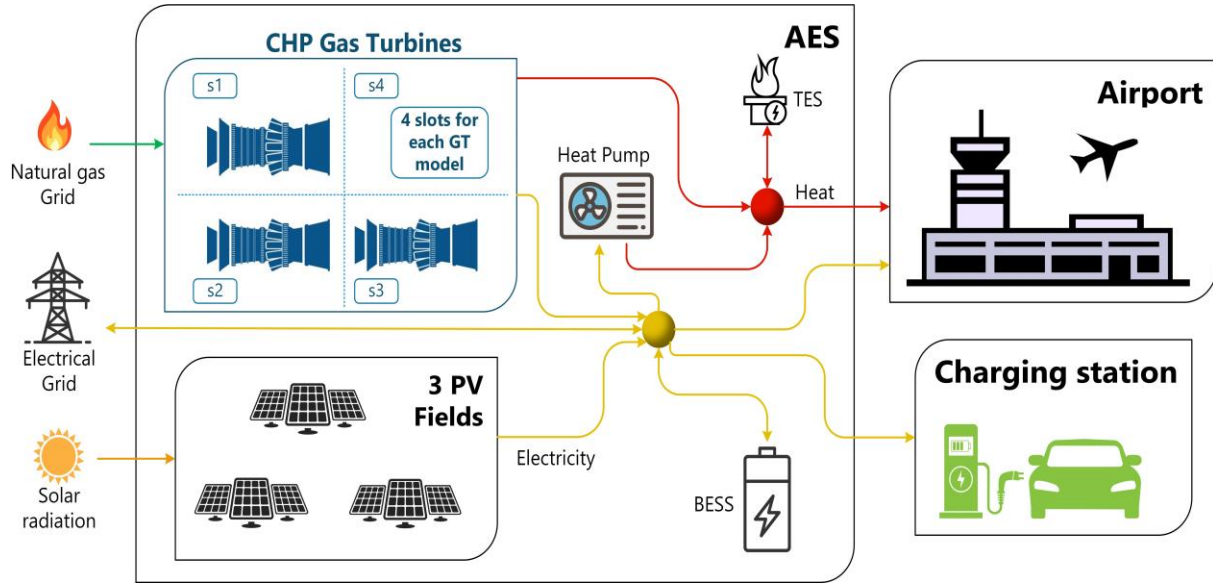 CHP Gas Turbines
AES
s1
s4
4 slots for
each GT
model
s2
s3
TES
Heat Pump
Heat
Airport
Natural gas
Grid
Electrical
Grid
3 PV
Fields
Electricity
BESS
Charging station
Solar
radiation